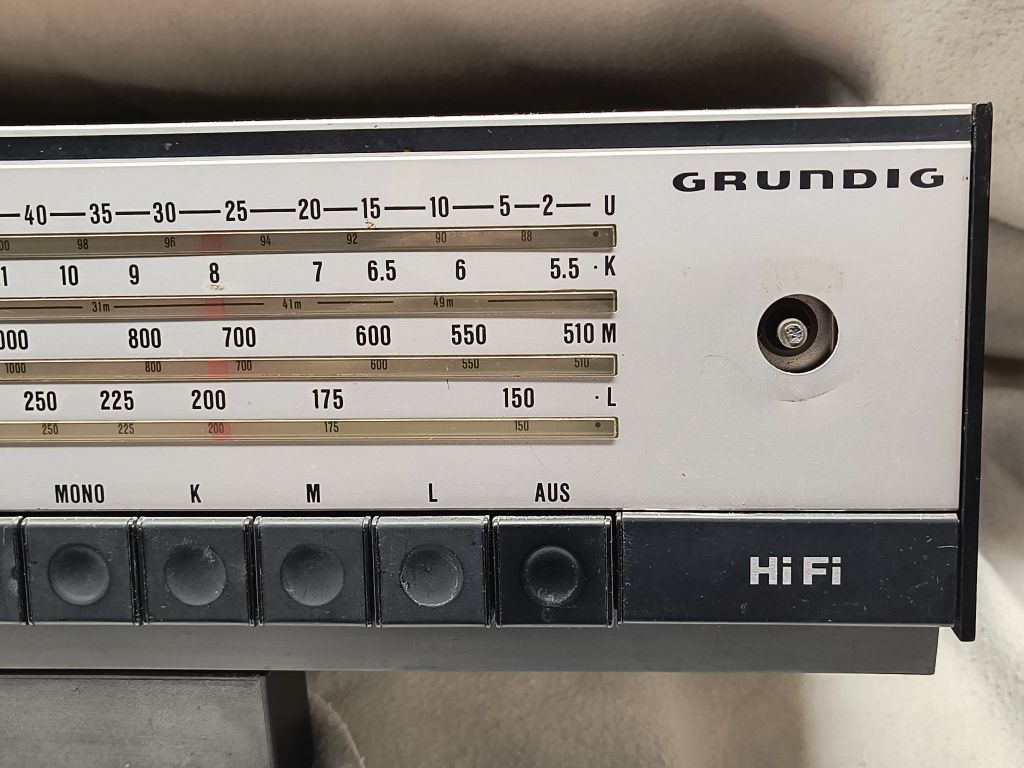 GRUNDIG
40 35 30 25 20 15 10 5 2 U
98 96 94 92 90 88
10 9 8 7 6.5 6 5.5 K
31m 41m 49m
800 700 600 550 510 M
1000 800 700 600 550 510
250 225 200 175 150 L
250 225 200 175 150
MONO K M L AUS
HiFi